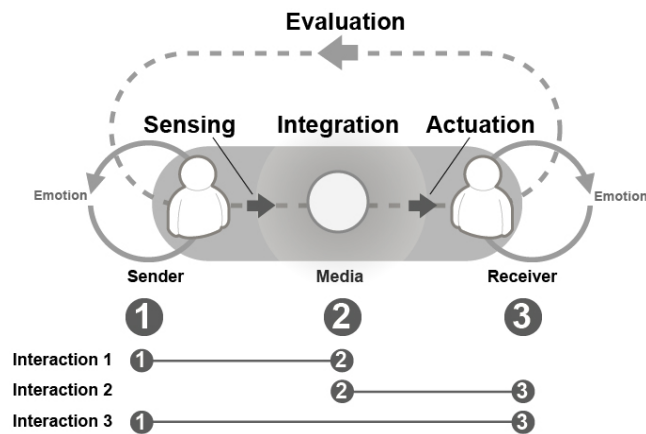 Evaluation
Sensing Integration Actuation
Emotion Emotion
Sender Media Receiver
1 2 3
Interaction 1 1 2
Interaction 2 2 3
Interaction 3 1 3